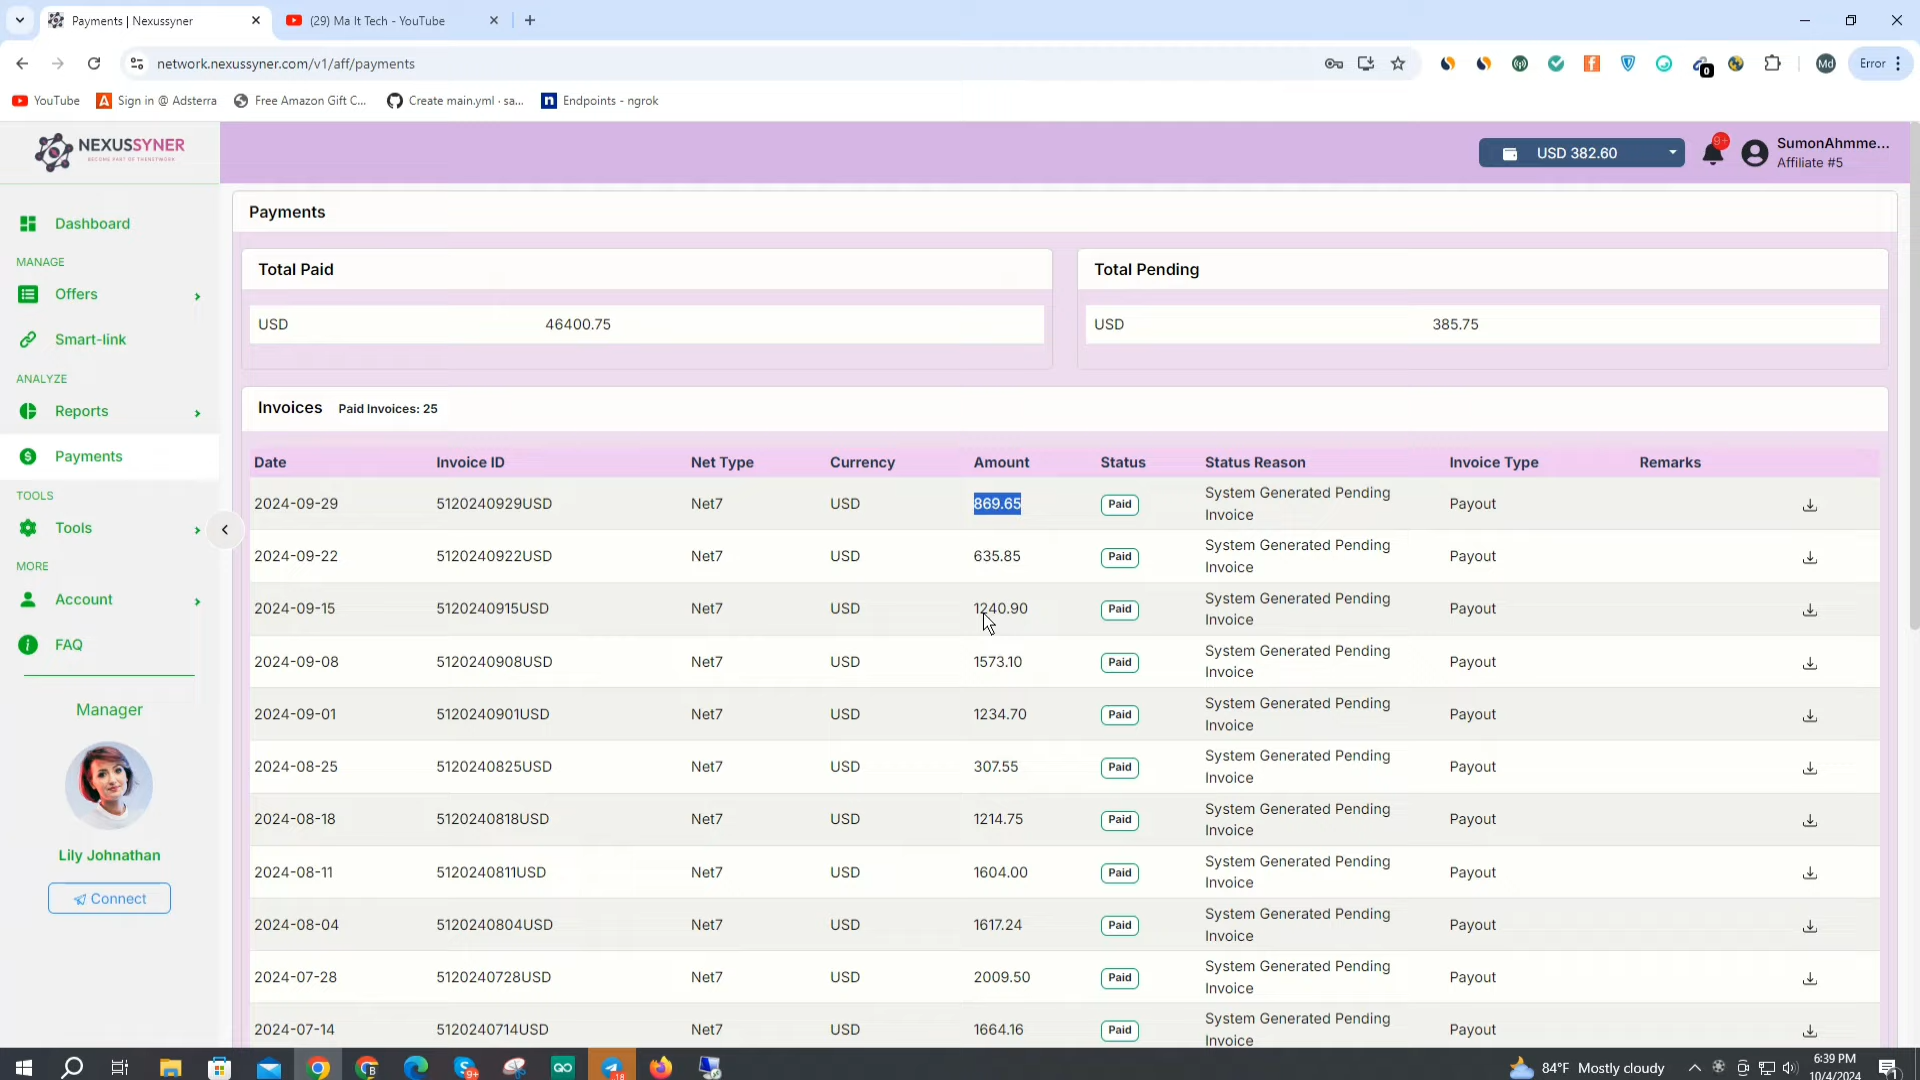 Payments | Nexussyner
(29) Ma It Tech - YouTube
network.nexussyner.com/v1/aff/payments
0
Md
Error
YouTube
Sign in @ Adsterra
Free Amazon Gift C...
Create main.yml · sa...
Endpoints - ngrok
NEXUSSYNER
BECOME PART OF THENETWORK
USD 382.60
9+
SumonAhmme...
Affiliate #5
Dashboard
MANAGE
Offers
Smart-link
ANALYZE
Reports
Payments
TOOLS
Tools
MORE
Account
FAQ
Manager
Lily Johnathan
Connect
Payments
Total Paid
USD 46400.75
Total Pending
USD 385.75
Invoices Paid Invoices: 25
Date Invoice ID Net Type Currency Amount Status Status Reason Invoice Type Remarks
2024-09-29 5120240929USD Net7 USD 869.65 Paid System Generated Pending Invoice Payout
2024-09-22 5120240922USD Net7 USD 635.85 Paid System Generated Pending Invoice Payout
2024-09-15 5120240915USD Net7 USD 1240.90 Paid System Generated Pending Invoice Payout
2024-09-08 5120240908USD Net7 USD 1573.10 Paid System Generated Pending Invoice Payout
2024-09-01 5120240901USD Net7 USD 1234.70 Paid System Generated Pending Invoice Payout
2024-08-25 5120240825USD Net7 USD 307.55 Paid System Generated Pending Invoice Payout
2024-08-18 5120240818USD Net7 USD 1214.75 Paid System Generated Pending Invoice Payout
2024-08-11 5120240811USD Net7 USD 1604.00 Paid System Generated Pending Invoice Payout
2024-08-04 5120240804USD Net7 USD 1617.24 Paid System Generated Pending Invoice Payout
2024-07-28 5120240728USD Net7 USD 2009.50 Paid System Generated Pending Invoice Payout
2024-07-14 5120240714USD Net7 USD 1664.16 Paid System Generated Pending Invoice Payout
84°F Mostly cloudy
6:39 PM
10/4/2024